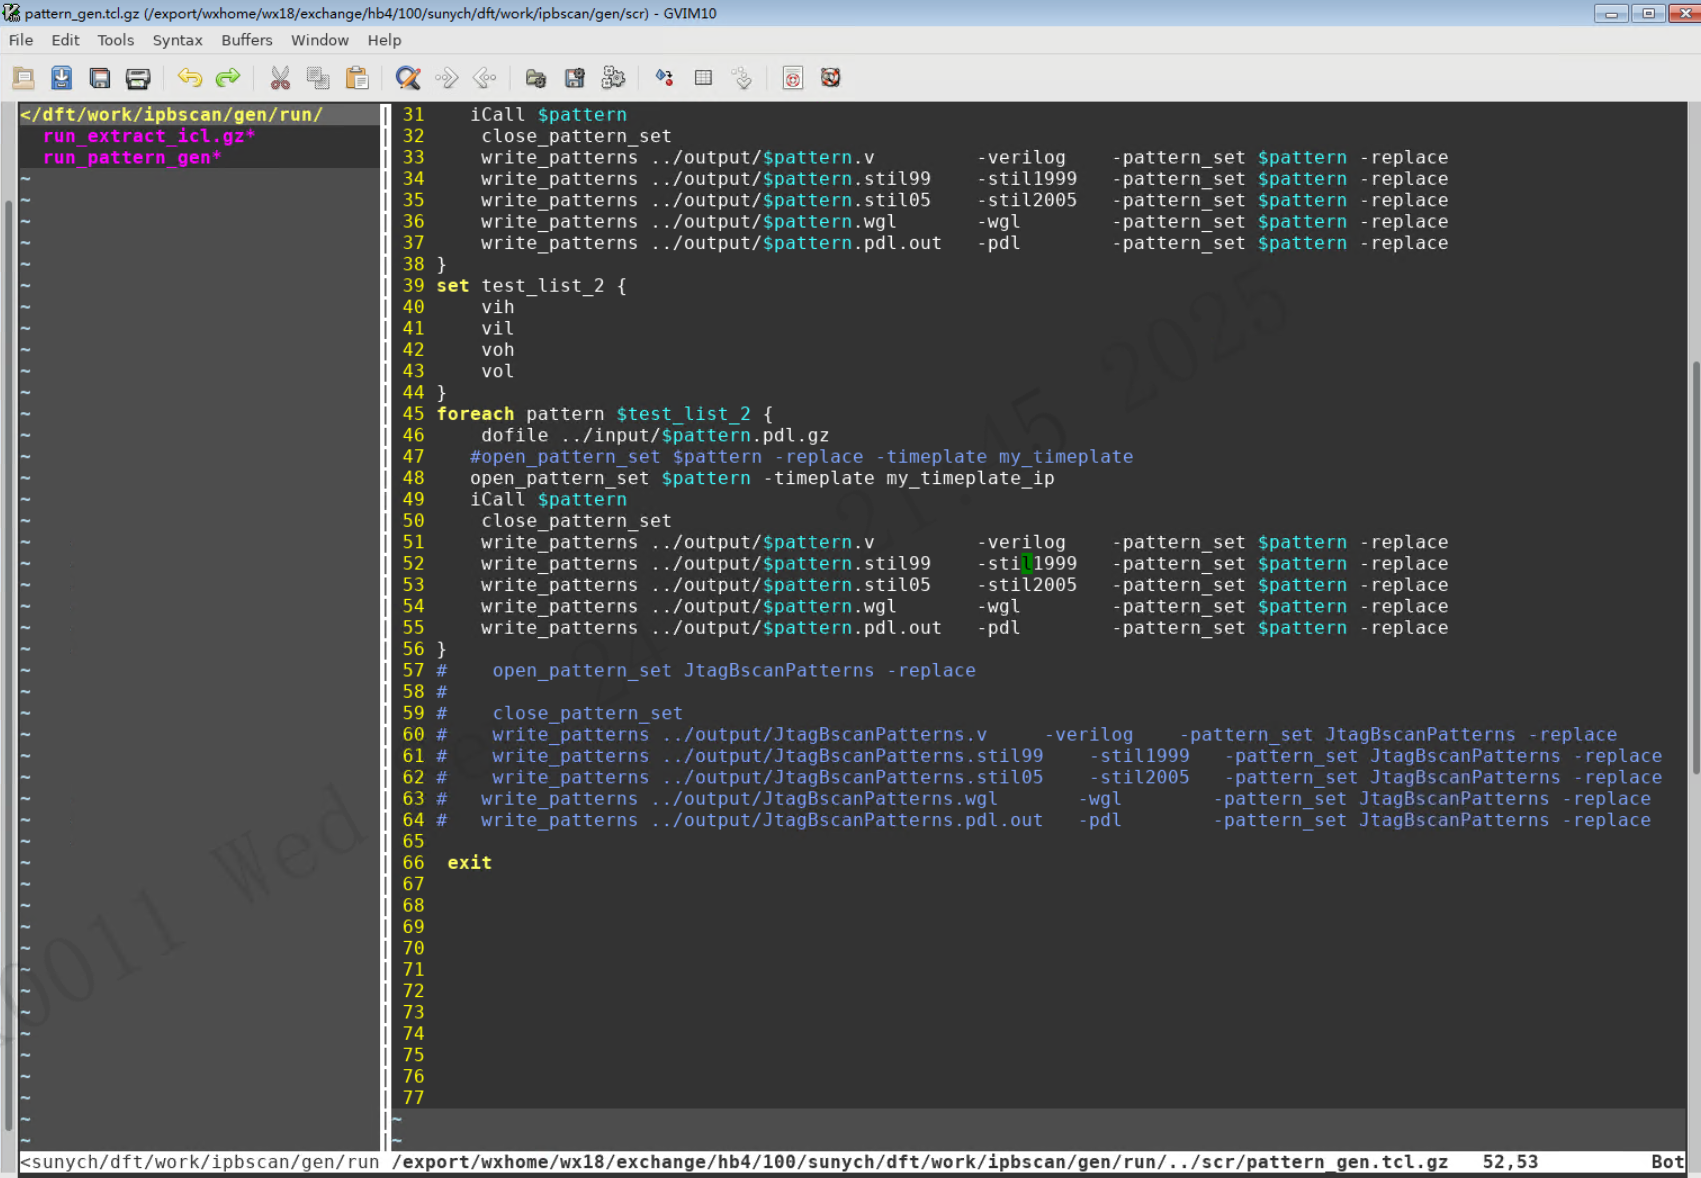 pattern_gen.tcl.gz (/export/wxhome/wx18/exchange/hb4/100/sunych/dft/work/ipbscan/gen/scr) - GVIM10
File Edit Tools Syntax Buffers Window Help
</dft/work/ipbscan/gen/run/
run_extract_icl.gz*
run_pattern_gen*
31    iCall $pattern
32     close_pattern_set
33     write_patterns ../output/$pattern.v         -verilog    -pattern_set $pattern -replace
34     write_patterns ../output/$pattern.stil99    -stil1999   -pattern_set $pattern -replace
35     write_patterns ../output/$pattern.stil05    -stil2005   -pattern_set $pattern -replace
36     write_patterns ../output/$pattern.wgl       -wgl        -pattern_set $pattern -replace
37     write_patterns ../output/$pattern.pdl.out   -pdl        -pattern_set $pattern -replace
38 }
39 set test_list_2 {
40     vih
41     vil
42     voh
43     vol
44 }
45 foreach pattern $test_list_2 {
46     dofile ../input/$pattern.pdl.gz
47    #open_pattern_set $pattern -replace -timeplate my_timeplate
48    open_pattern_set $pattern -timeplate my_timeplate_ip
49    iCall $pattern
50     close_pattern_set
51     write_patterns ../output/$pattern.v         -verilog    -pattern_set $pattern -replace
52     write_patterns ../output/$pattern.stil99    -stil1999   -pattern_set $pattern -replace
53     write_patterns ../output/$pattern.stil05    -stil2005   -pattern_set $pattern -replace
54     write_patterns ../output/$pattern.wgl       -wgl        -pattern_set $pattern -replace
55     write_patterns ../output/$pattern.pdl.out   -pdl        -pattern_set $pattern -replace
56 }
57 #    open_pattern_set JtagBscanPatterns -replace
58 #
59 #    close_pattern_set
60 #    write_patterns ../output/JtagBscanPatterns.v     -verilog    -pattern_set JtagBscanPatterns -replace
61 #    write_patterns ../output/JtagBscanPatterns.stil99    -stil1999   -pattern_set JtagBscanPatterns -replace
62 #    write_patterns ../output/JtagBscanPatterns.stil05    -stil2005   -pattern_set JtagBscanPatterns -replace
63 #   write_patterns ../output/JtagBscanPatterns.wgl       -wgl        -pattern_set JtagBscanPatterns -replace
64 #   write_patterns ../output/JtagBscanPatterns.pdl.out   -pdl        -pattern_set JtagBscanPatterns -replace
65
66  exit
67
68
69
70
71
72
73
74
75
76
77
<sunych/dft/work/ipbscan/gen/run /export/wxhome/wx18/exchange/hb4/100/sunych/dft/work/ipbscan/gen/run/../scr/pattern_gen.tcl.gz   52,53          Bot